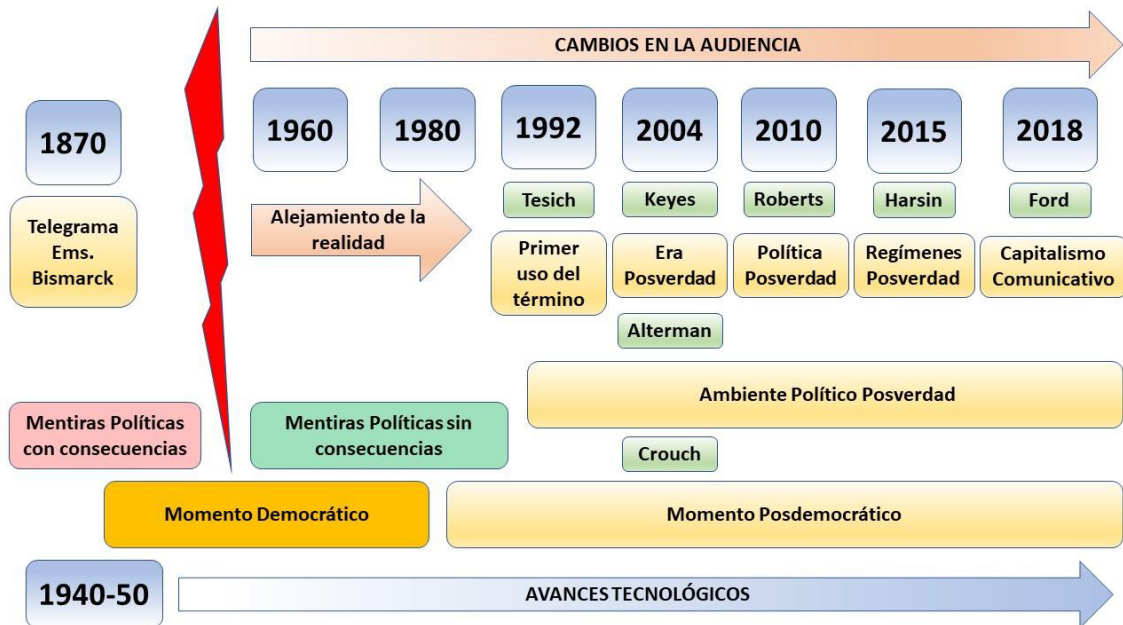 CAMBIOS EN LA AUDIENCIA
1870
1960
1980
1992
2004
2010
2015
2018
Telegrama
Ems.
Bismarck
Alejamiento de la
realidad
Tesich
Keyes
Roberts
Harsin
Ford
Primer
uso del
término
Era
Posverdad
Política
Posverdad
Regímenes
Posverdad
Capitalismo
Comunicativo
Alterman
Ambiente Político Posverdad
Mentiras Políticas
con consecuencias
Mentiras Políticas sin
consecuencias
Crouch
Momento Democrático
Momento Posdemocrático
1940-50
AVANCES TECNOLÓGICOS